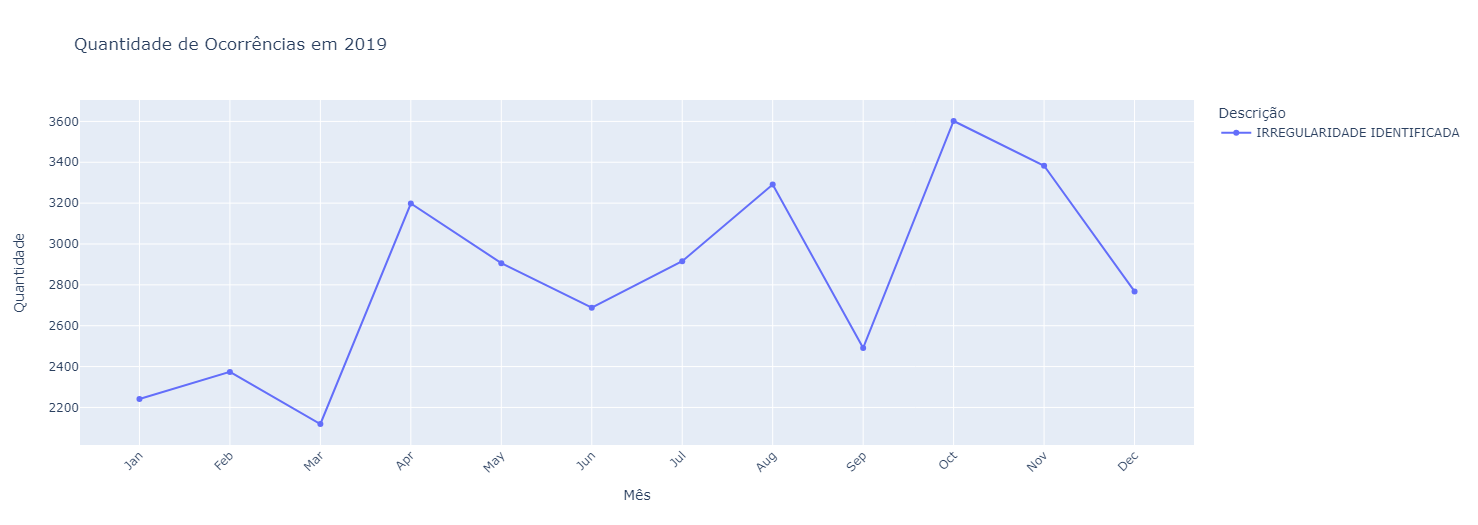 Quantidade de Ocorrências em 2019
Descrição
IRREGULARIDADE IDENTIFICADA
Quantidade
3600
3400
3200
3000
2800
2600
2400
2200
Jan
Feb
Mar
Apr
May
Jun
Jul
Aug
Sep
Oct
Nov
Dec
Mês